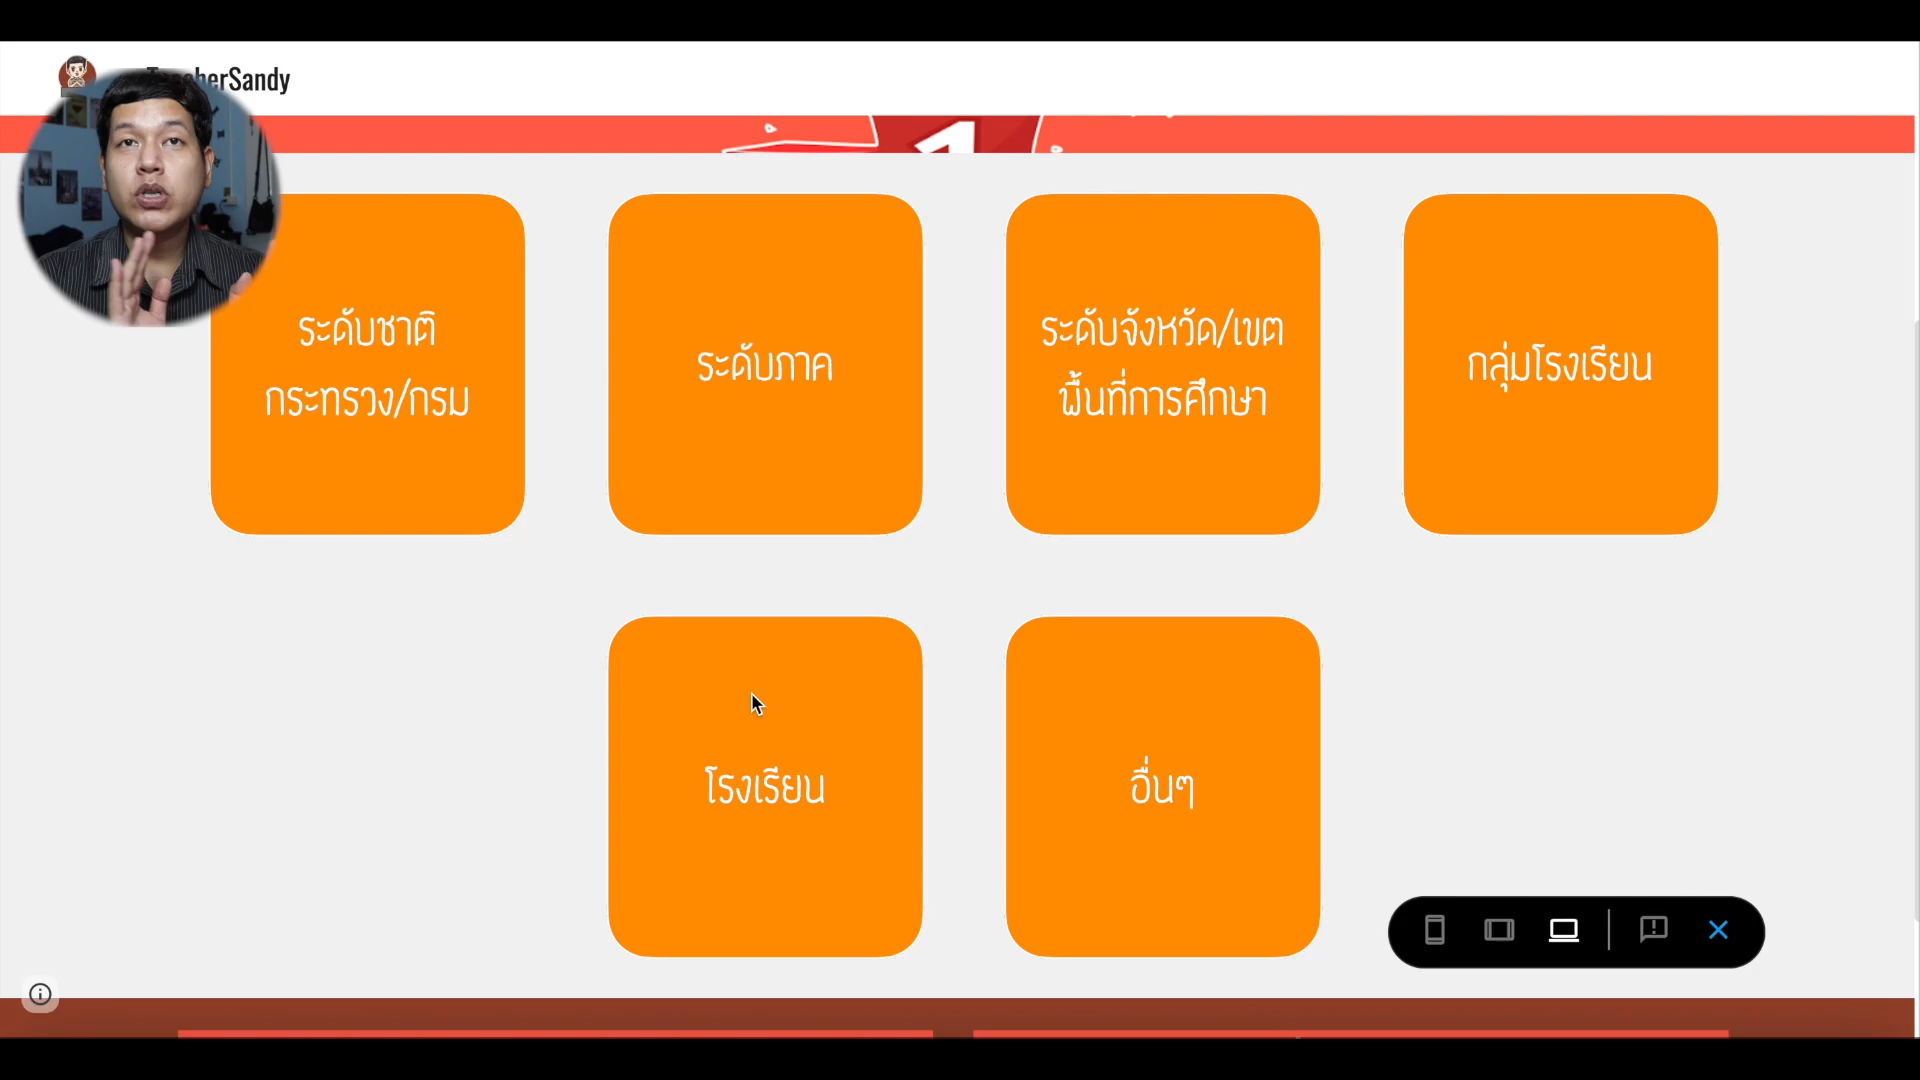 TeacherSandy
1
ระดับชาติ
กระทรวง/กรม
ระดับภาค
ระดับจังหวัด/เขต
พื้นที่การศึกษา
กลุ่มโรงเรียน
โรงเรียน
อื่นๆ